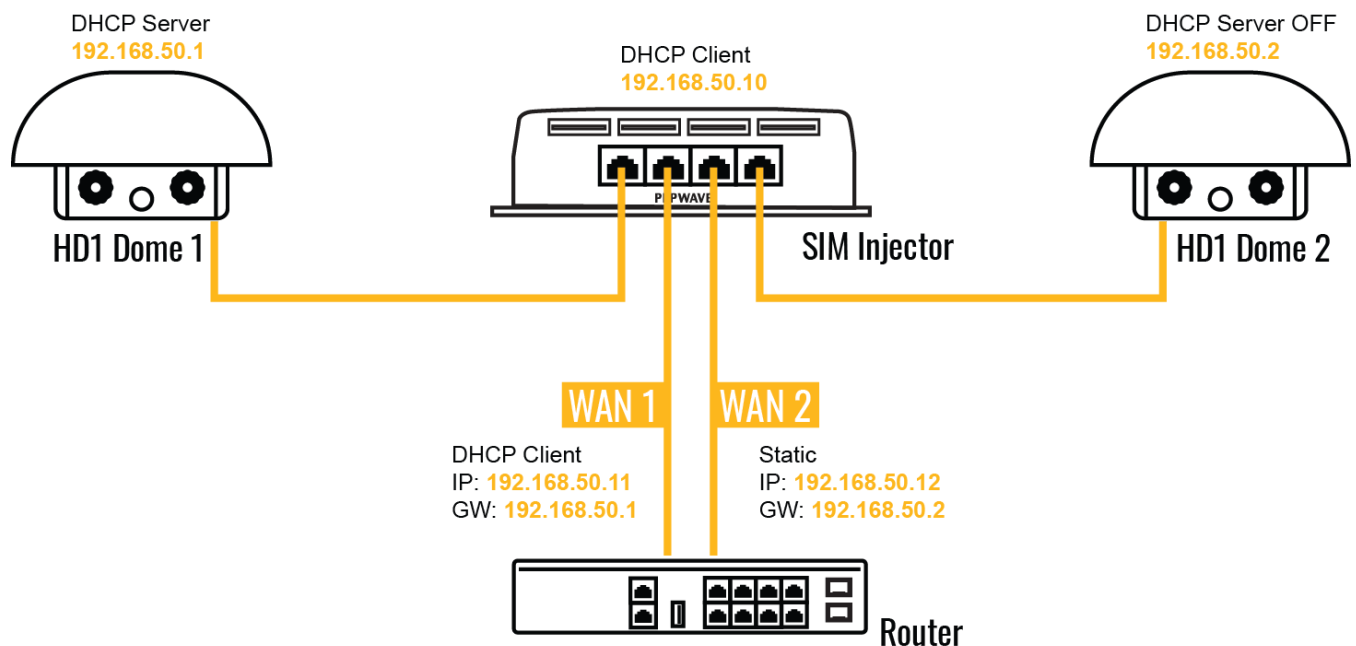 DHCP Server
192.168.50.1
DHCP Client
192.168.50.10
DHCP Server OFF
192.168.50.2
PEPWAVE
HD1 Dome 1
SIM Injector
HD1 Dome 2
WAN 1
WAN 2
DHCP Client
IP: 192.168.50.11
GW: 192.168.50.1
Static
IP: 192.168.50.12
GW: 192.168.50.2
Router